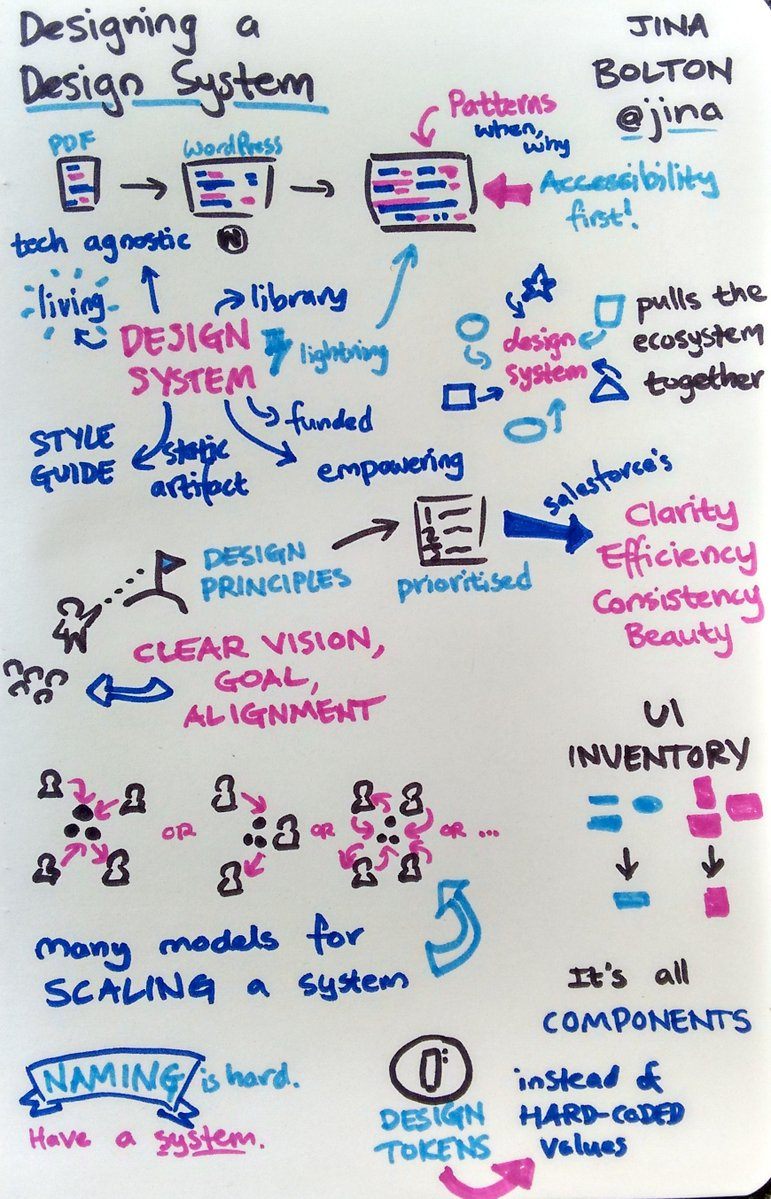 Designing a
Design System
JINA
BOLTON
@jina
PDF
WordPress
Patterns
when,
why
Accessibility
first!
tech agnostic
W
living
library
DESIGN
SYSTEM
lightning
design
system
pulls the
ecosystem
together
STYLE
GUIDE
static
artifact
funded
empowering
DESIGN
PRINCIPLES
1
2
3
prioritised
salesforce's
Clarity
Efficiency
Consistency
Beauty
CLEAR VISION,
GOAL,
ALIGNMENT
UI
INVENTORY
OR
OR
OR ...
many models for
SCALING a system
It's all
COMPONENTS
NAMING is hard.
Have a system.
DESIGN
TOKENS
instead of
HARD-CODED
values